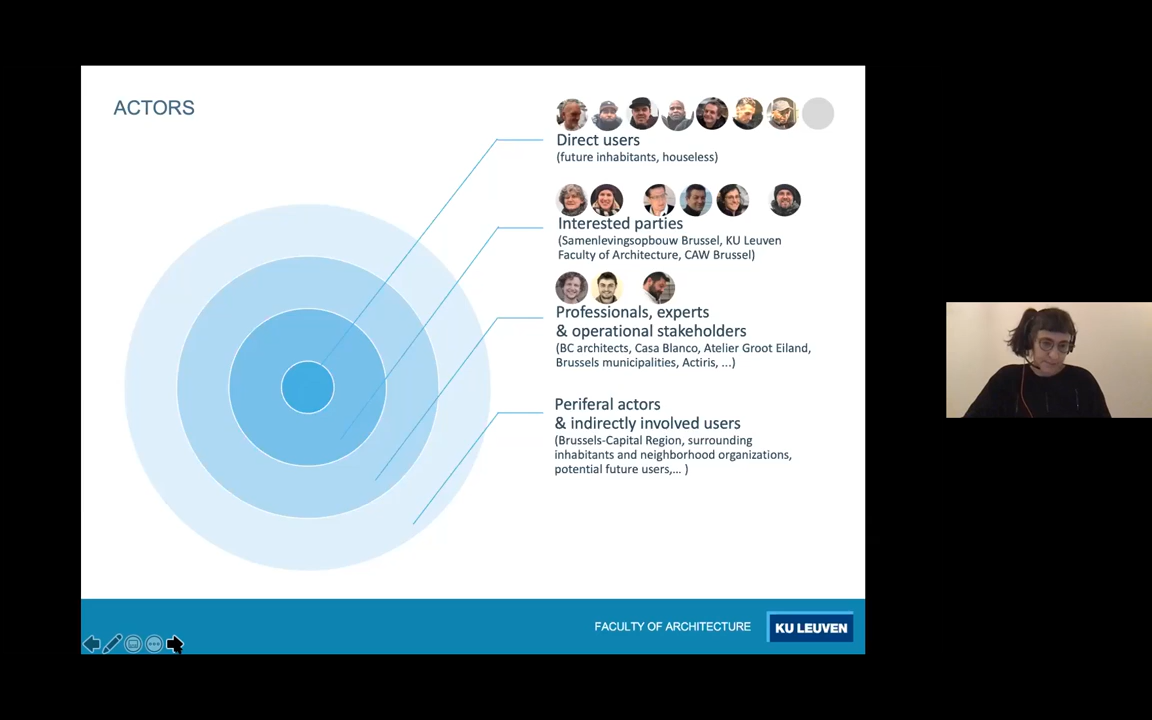 ACTORS
Direct users
(future inhabitants, houseless)
Interested parties
(Samenlevingsopbouw Brussel, KU Leuven
Faculty of Architecture, CAW Brussel)
Professionals, experts
& operational stakeholders
(BC architects, Casa Blanco, Atelier Groot Eiland,
Brussels municipalities, Actiris, ...)
Periferal actors
& indirectly involved users
(Brussels-Capital Region, surrounding
inhabitants and neighborhood organizations,
potential future users,... )
FACULTY OF ARCHITECTURE
KU LEUVEN